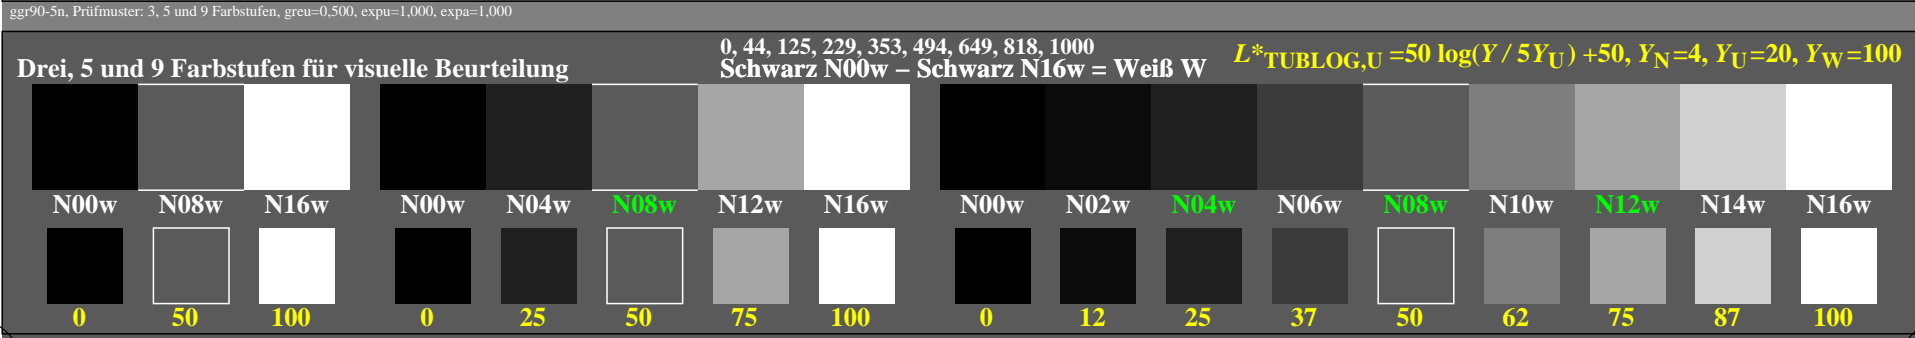 ggr90-5n, Prüfmuster: 3, 5 und 9 Farbstufen, greu=0,500, expu=1,000, expa=1,000
0, 44, 125, 229, 353, 494, 649, 818, 1000
Drei, 5 und 9 Farbstufen für visuelle Beurteilung
Schwarz N00w – Schwarz N16w = Weiß W
L*TUBLOG,U =50 log(Y / 5YU) +50, YN=4, YU=20, YW=100
N00w N08w N16w N00w N04w N08w N12w N16w N00w N02w N04w N06w N08w N10w N12w N14w N16w
0 50 100 0 25 50 75 100 0 12 25 37 50 62 75 87 100